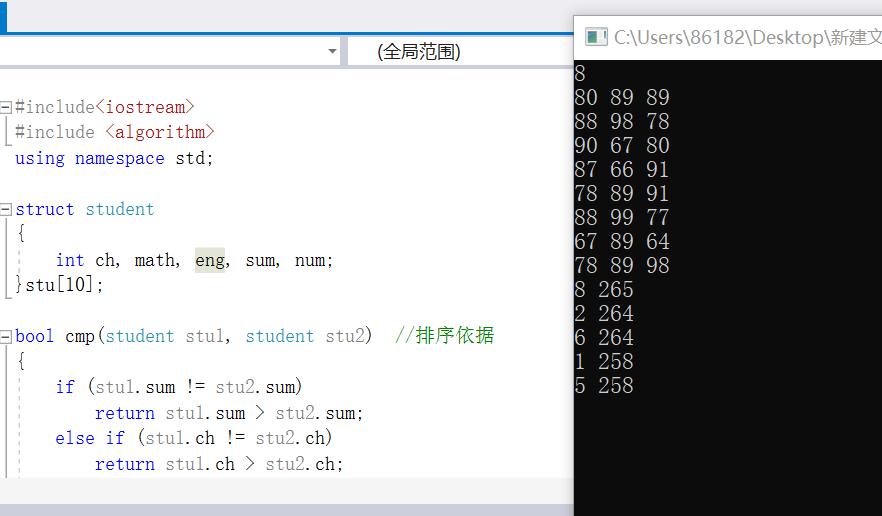 (全局范围)
#include<iostream>
#include <algorithm>
using namespace std;
struct student
{
int ch, math, eng, sum, num;
}stu[10];
bool cmp(student stu1, student stu2) //排序依据
{
if (stu1.sum != stu2.sum)
return stu1.sum > stu2.sum;
else if (stu1.ch != stu2.ch)
return stu1.ch > stu2.ch;
C:\Users\86182\Desktop\新建文
8
80 89 89
88 98 78
90 67 80
87 66 91
78 89 91
88 99 77
67 89 64
78 89 98
8 265
2 264
6 264
1 258
5 258